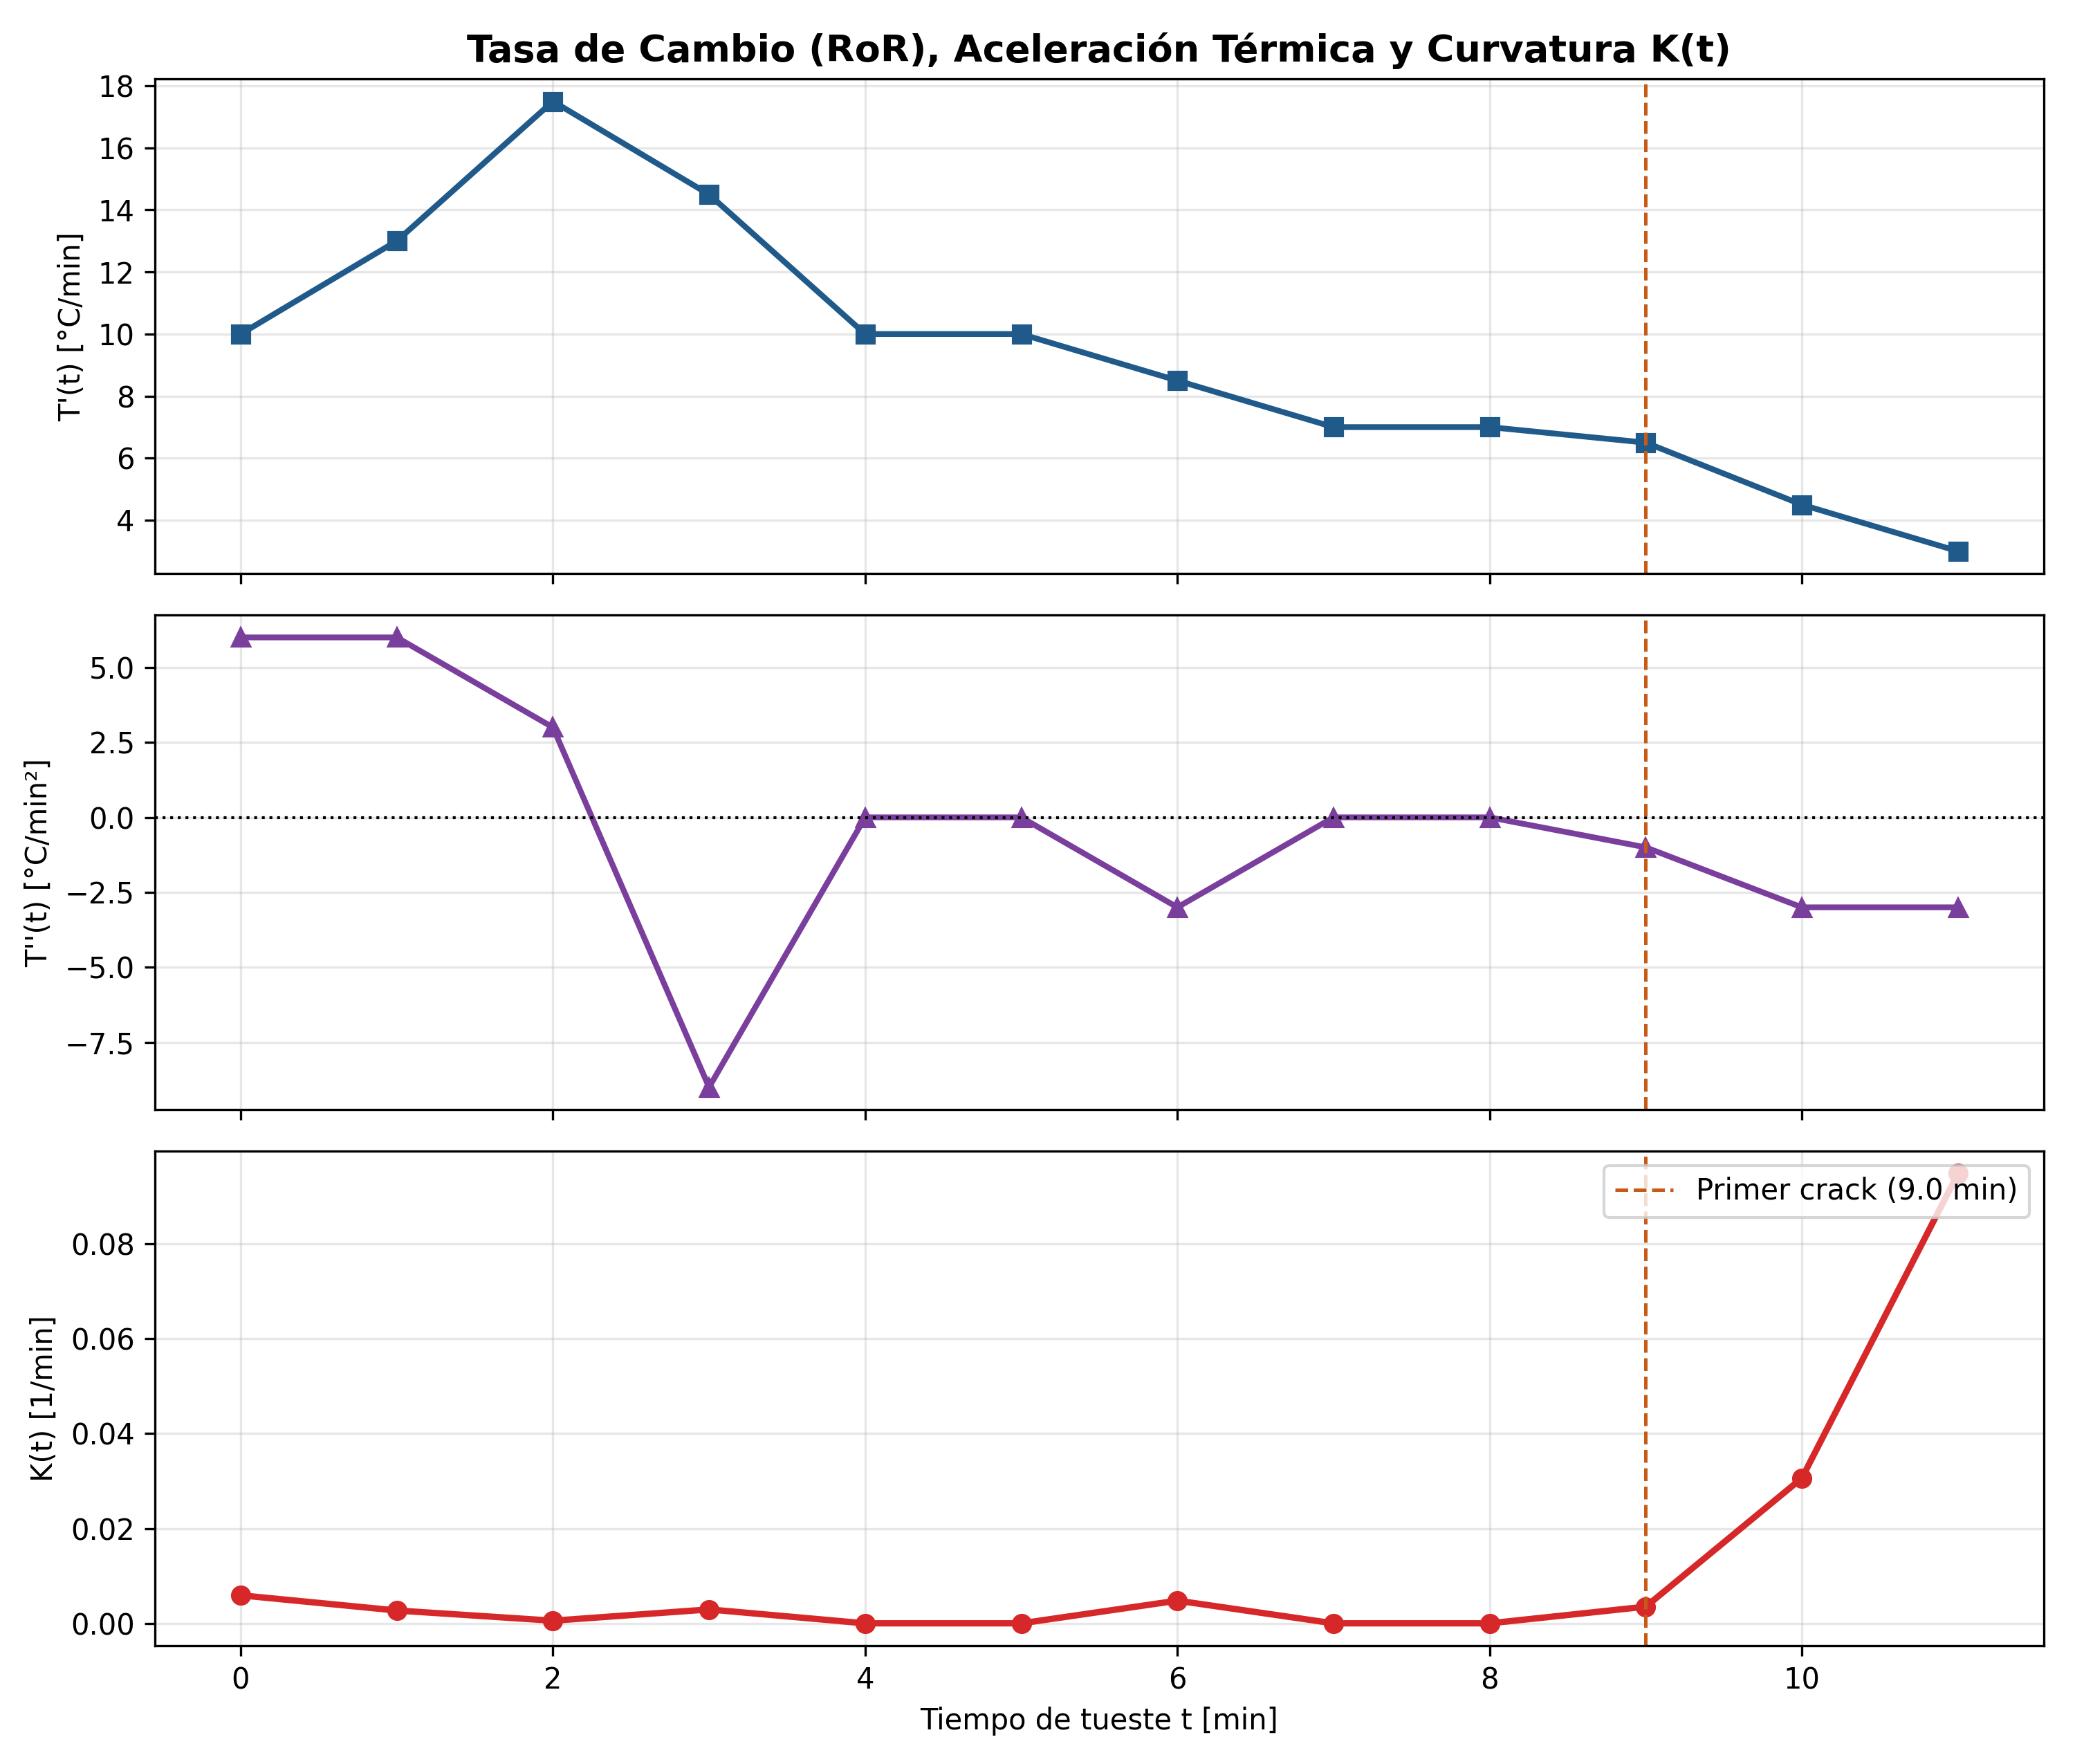 Tasa de Cambio (RoR), Aceleración Térmica y Curvatura K(t)
T'(t) [°C/min]
18
16
14
12
10
8
6
4
T''(t) [°C/min²]
5.0
2.5
0.0
−2.5
−5.0
−7.5
K(t) [1/min]
Primer crack (9.0 min)
0.08
0.06
0.04
0.02
0.00
0 2 4 6 8 10
Tiempo de tueste t [min]